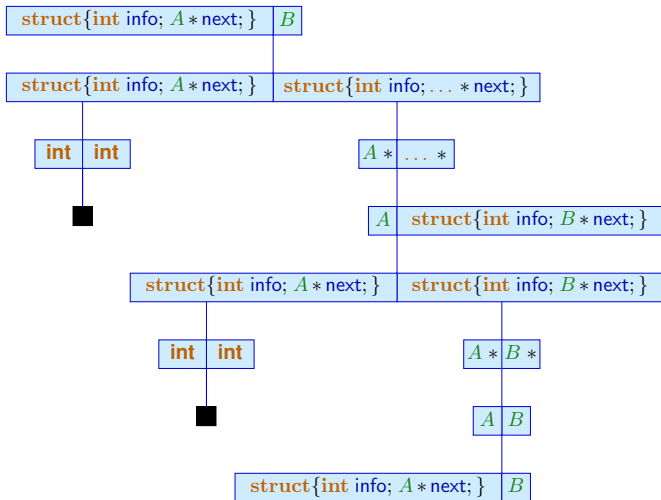 struct{int info; A * next; } B
struct{int info; A * next; } struct{int info; ... * next; }
int int A * ... *
A struct{int info; B * next; }
struct{int info; A * next; } struct{int info; B * next; }
int int A * B *
A B
struct{int info; A * next; } B